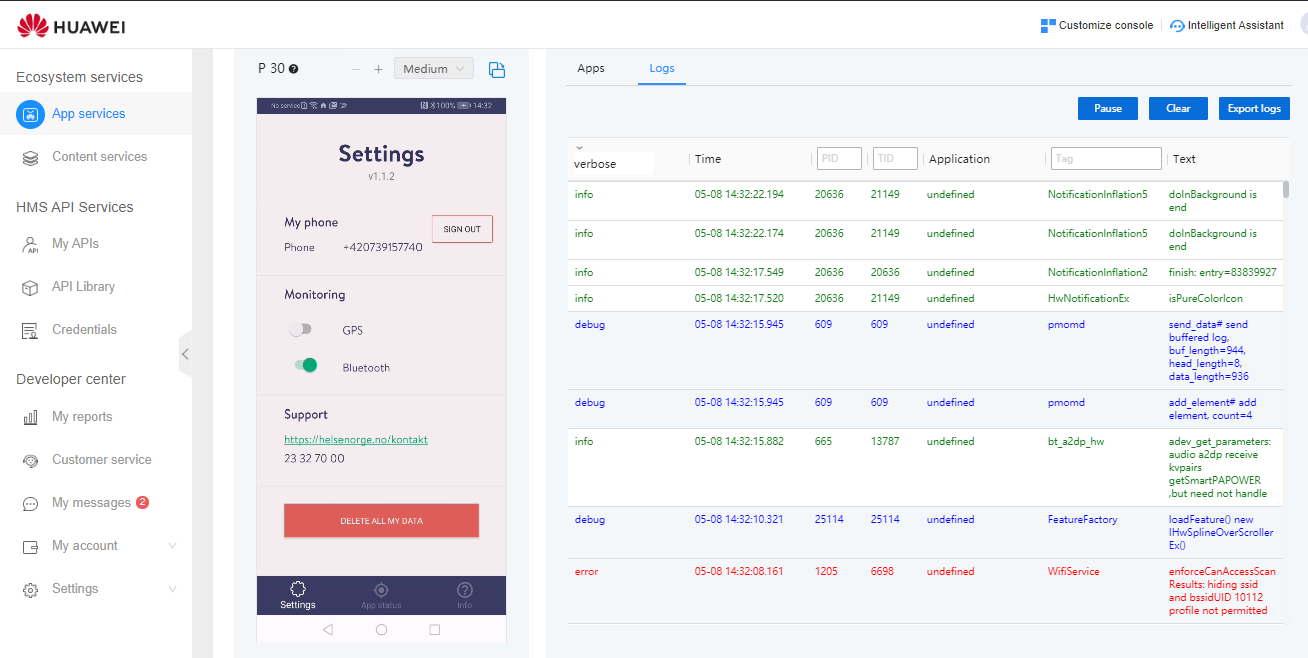 HUAWEI
Customize console
Intelligent Assistant
Ecosystem services
App services
Content services
HMS API Services
My APIs
API Library
Credentials
Developer center
My reports
Customer service
My messages 2
My account
Settings
P 30 ?
− + Medium
No service 100% 14:32
Settings
v1.1.2
My phone
SIGN OUT
Phone +420739157740
Monitoring
GPS
Bluetooth
Support
https://helsenorge.no/kontakt
23 32 70 00
DELETE ALL MY DATA
Settings App status Info
Apps Logs
Pause Clear Export logs
verbose Time PID TID Application Tag Text
info 05-08 14:32:22.194 20636 21149 undefined NotificationInflation5 doInBackground is
end
info 05-08 14:32:22.174 20636 21149 undefined NotificationInflation5 doInBackground is
end
info 05-08 14:32:17.549 20636 20636 undefined NotificationInflation2 finish: entry=83839927
info 05-08 14:32:17.520 20636 21149 undefined HwNotificationEx isPureColorIcon
debug 05-08 14:32:15.945 609 609 undefined pmomd send_data# send
buffered log,
buf_length=944,
head_length=8,
data_length=936
debug 05-08 14:32:15.945 609 609 undefined pmomd add_element# add
element, count=4
info 05-08 14:32:15.882 665 13787 undefined bt_a2dp_hw adev_get_parameters:
audio a2dp receive
kvpairs
getSmartPAPOWER
,but need not handle
debug 05-08 14:32:10.321 25114 25114 undefined FeatureFactory loadFeature() new
IHwSplineOverScroller
Ex()
error 05-08 14:32:08.161 1205 6698 undefined WifiService enforceCanAccessScan
Results: hiding ssid
and bssidUID 10112
profile not permitted